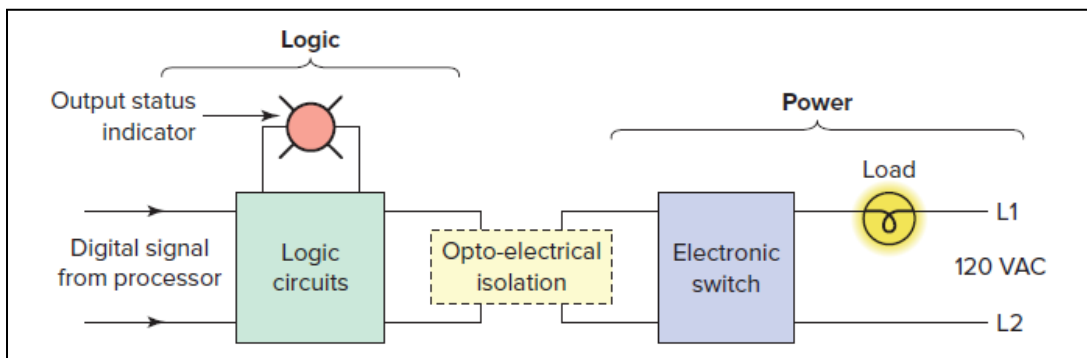 Logic
Output status
indicator
Power
Load
Digital signal
from processor
Logic
circuits
Opto-electrical
isolation
Electronic
switch
L1
120 VAC
L2